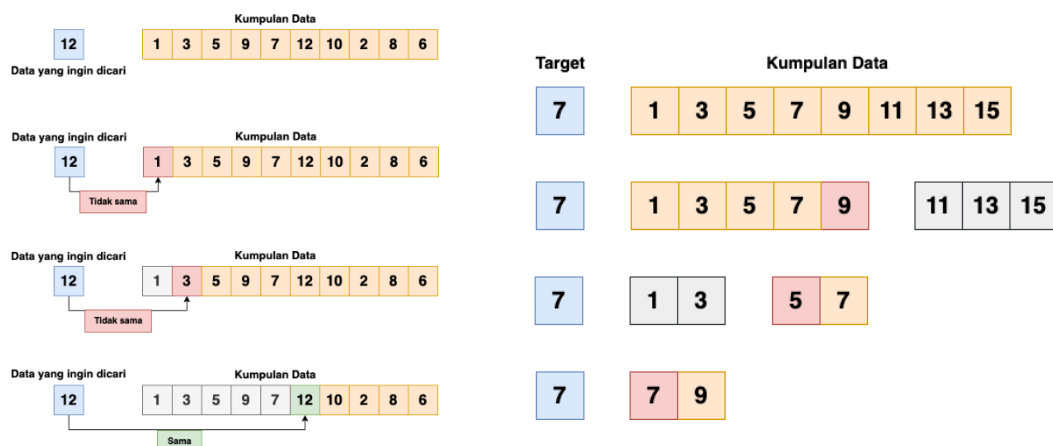 Kumpulan Data
12
1 3 5 9 7 12 10 2 8 6
Data yang ingin dicari
Data yang ingin dicari
Kumpulan Data
12
1 3 5 9 7 12 10 2 8 6
Tidak sama
Data yang ingin dicari
Kumpulan Data
12
1 3 5 9 7 12 10 2 8 6
Tidak sama
Data yang ingin dicari
Kumpulan Data
12
1 3 5 9 7 12 10 2 8 6
Sama
Target
Kumpulan Data
7
1 3 5 7 9 11 13 15
7
1 3 5 7 9 11 13 15
7
1 3 5 7
7
7 9